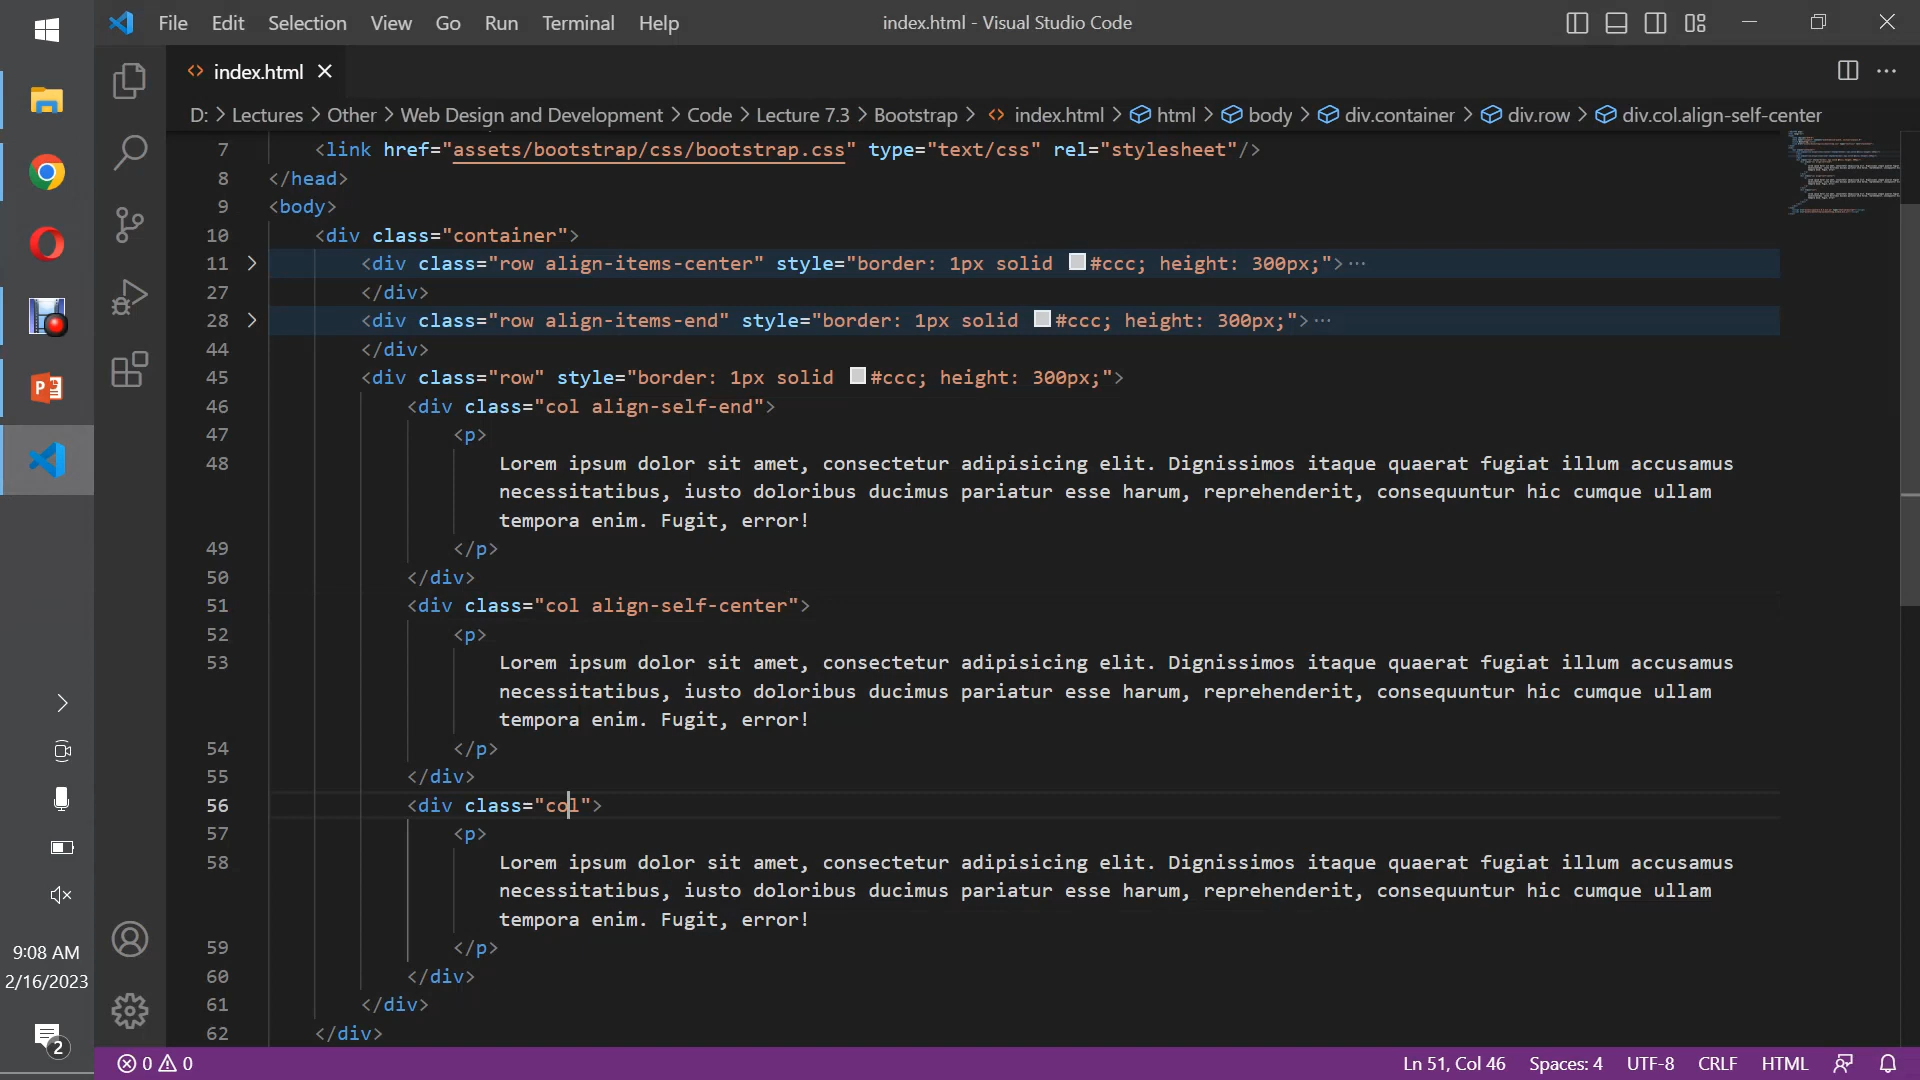 File Edit Selection View Go Run Terminal Help
index.html - Visual Studio Code
index.html
D: > Lectures > Other > Web Design and Development > Code > Lecture 7.3 > Bootstrap > index.html > html > body > div.container > div.row > div.col.align-self-center
7 <link href="assets/bootstrap/css/bootstrap.css" type="text/css" rel="stylesheet"/>
8 </head>
9 <body>
10 <div class="container">
11 <div class="row align-items-center" style="border: 1px solid #ccc; height: 300px;">···
27 </div>
28 <div class="row align-items-end" style="border: 1px solid #ccc; height: 300px;">···
44 </div>
45 <div class="row" style="border: 1px solid #ccc; height: 300px;">
46 <div class="col align-self-end">
47 <p>
48 Lorem ipsum dolor sit amet, consectetur adipisicing elit. Dignissimos itaque quaerat fugiat illum accusamus
necessitatibus, iusto doloribus ducimus pariatur esse harum, reprehenderit, consequuntur hic cumque ullam
tempora enim. Fugit, error!
49 </p>
50 </div>
51 <div class="col align-self-center">
52 <p>
53 Lorem ipsum dolor sit amet, consectetur adipisicing elit. Dignissimos itaque quaerat fugiat illum accusamus
necessitatibus, iusto doloribus ducimus pariatur esse harum, reprehenderit, consequuntur hic cumque ullam
tempora enim. Fugit, error!
54 </p>
55 </div>
56 <div class="col">
57 <p>
58 Lorem ipsum dolor sit amet, consectetur adipisicing elit. Dignissimos itaque quaerat fugiat illum accusamus
necessitatibus, iusto doloribus ducimus pariatur esse harum, reprehenderit, consequuntur hic cumque ullam
tempora enim. Fugit, error!
59 </p>
60 </div>
61 </div>
62 </div>
9:08 AM
2/16/2023
2
0 0
Ln 51, Col 46 Spaces: 4 UTF-8 CRLF HTML